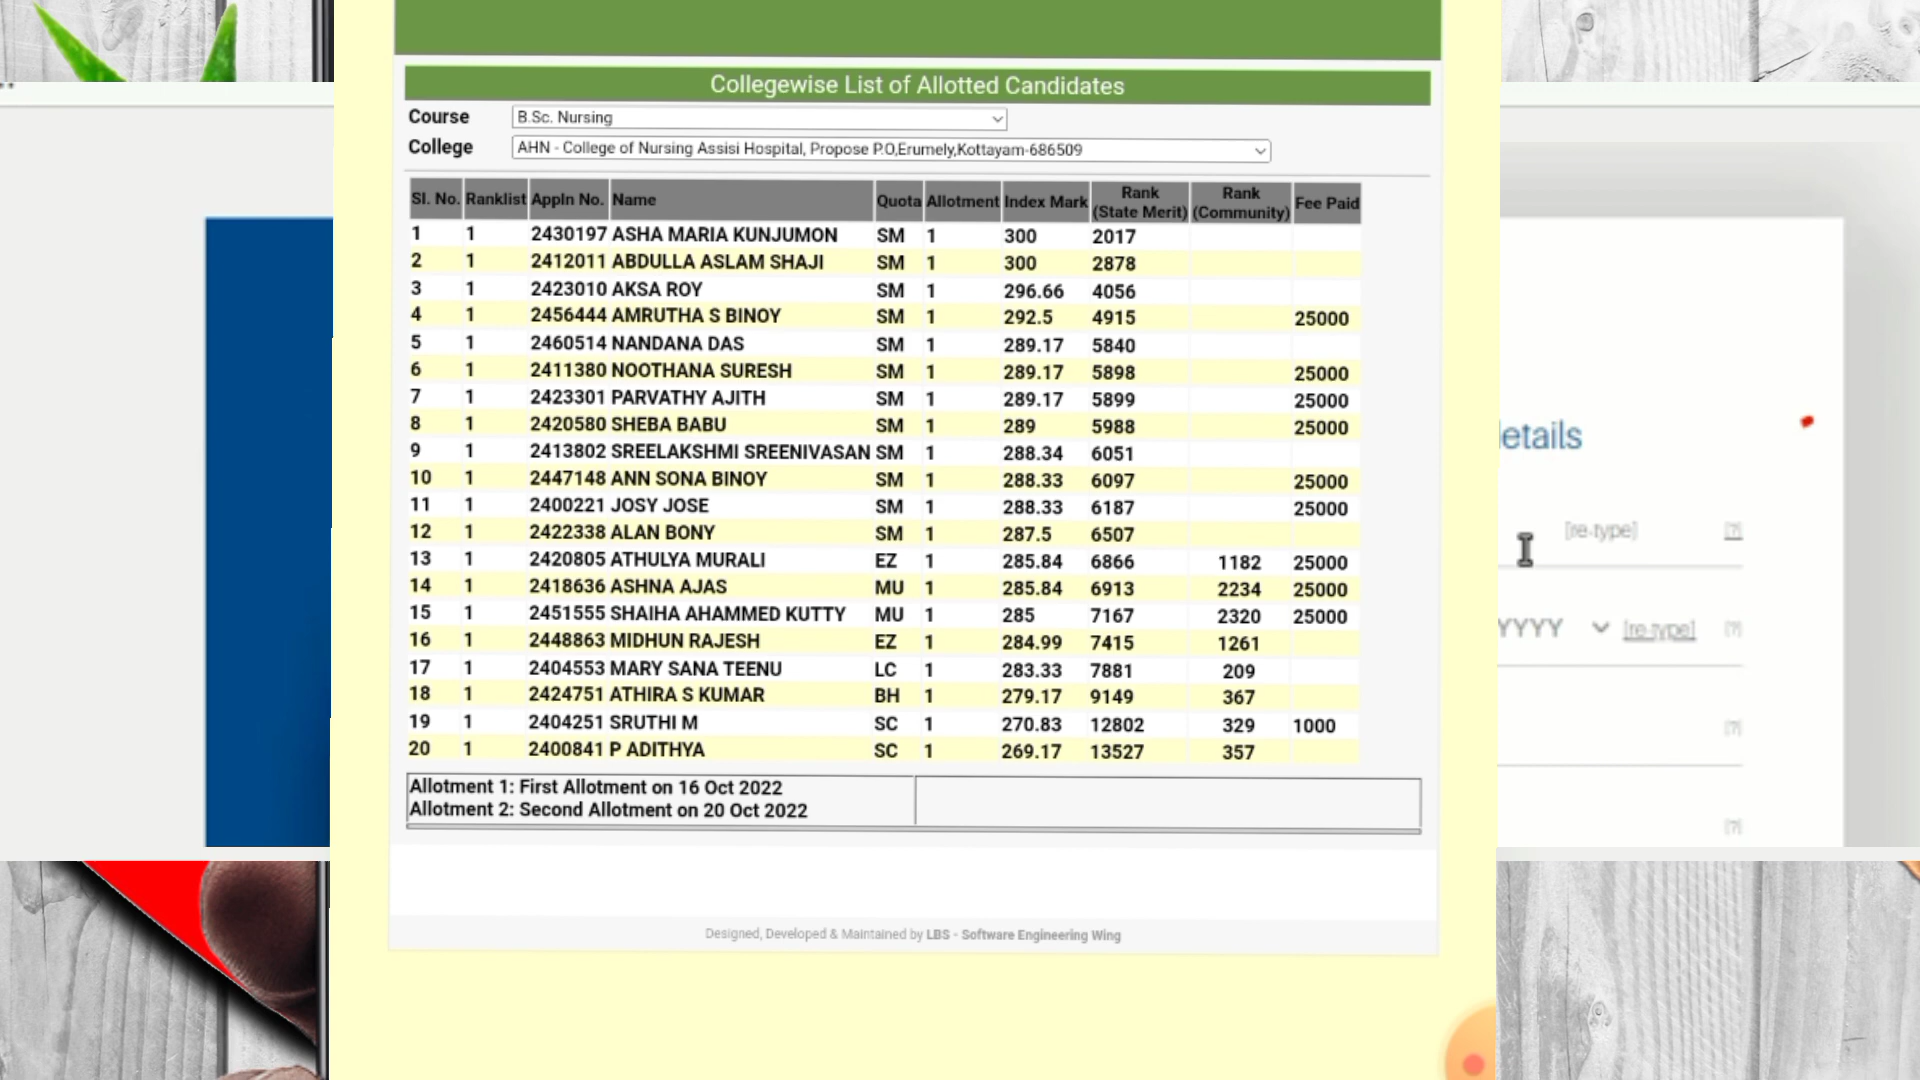 Collegewise List of Allotted Candidates
Course B.Sc. Nursing
College AHN - College of Nursing Assisi Hospital, Propose P.O,Erumely,Kottayam-686509
Sl. No. Ranklist Appln No. Name Quota Allotment Index Mark Rank (State Merit) Rank (Community) Fee Paid
1 1 2430197 ASHA MARIA KUNJUMON SM 1 300 2017
2 1 2412011 ABDULLA ASLAM SHAJI SM 1 300 2878
3 1 2423010 AKSA ROY SM 1 296.66 4056
4 1 2456444 AMRUTHA S BINOY SM 1 292.5 4915 25000
5 1 2460514 NANDANA DAS SM 1 289.17 5840
6 1 2411380 NOOTHANA SURESH SM 1 289.17 5898 25000
7 1 2423301 PARVATHY AJITH SM 1 289.17 5899 25000
8 1 2420580 SHEBA BABU SM 1 289 5988 25000
9 1 2413802 SREELAKSHMI SREENIVASAN SM 1 288.34 6051
10 1 2447148 ANN SONA BINOY SM 1 288.33 6097 25000
11 1 2400221 JOSY JOSE SM 1 288.33 6187 25000
12 1 2422338 ALAN BONY SM 1 287.5 6507
13 1 2420805 ATHULYA MURALI EZ 1 285.84 6866 1182 25000
14 1 2418636 ASHNA AJAS MU 1 285.84 6913 2234 25000
15 1 2451555 SHAIHA AHAMMED KUTTY MU 1 285 7167 2320 25000
16 1 2448863 MIDHUN RAJESH EZ 1 284.99 7415 1261
17 1 2404553 MARY SANA TEENU LC 1 283.33 7881 209
18 1 2424751 ATHIRA S KUMAR BH 1 279.17 9149 367
19 1 2404251 SRUTHI M SC 1 270.83 12802 329 1000
20 1 2400841 P ADITHYA SC 1 269.17 13527 357
Allotment 1: First Allotment on 16 Oct 2022
Allotment 2: Second Allotment on 20 Oct 2022
Designed, Developed & Maintained by LBS - Software Engineering Wing
etails
[re-type] [?]
YYYY [re-type] [?]
[?]
[?]